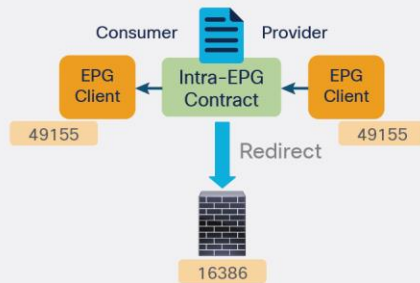 Consumer
Provider
EPG
Client
Intra-EPG
Contract
EPG
Client
49155
49155
Redirect
16386